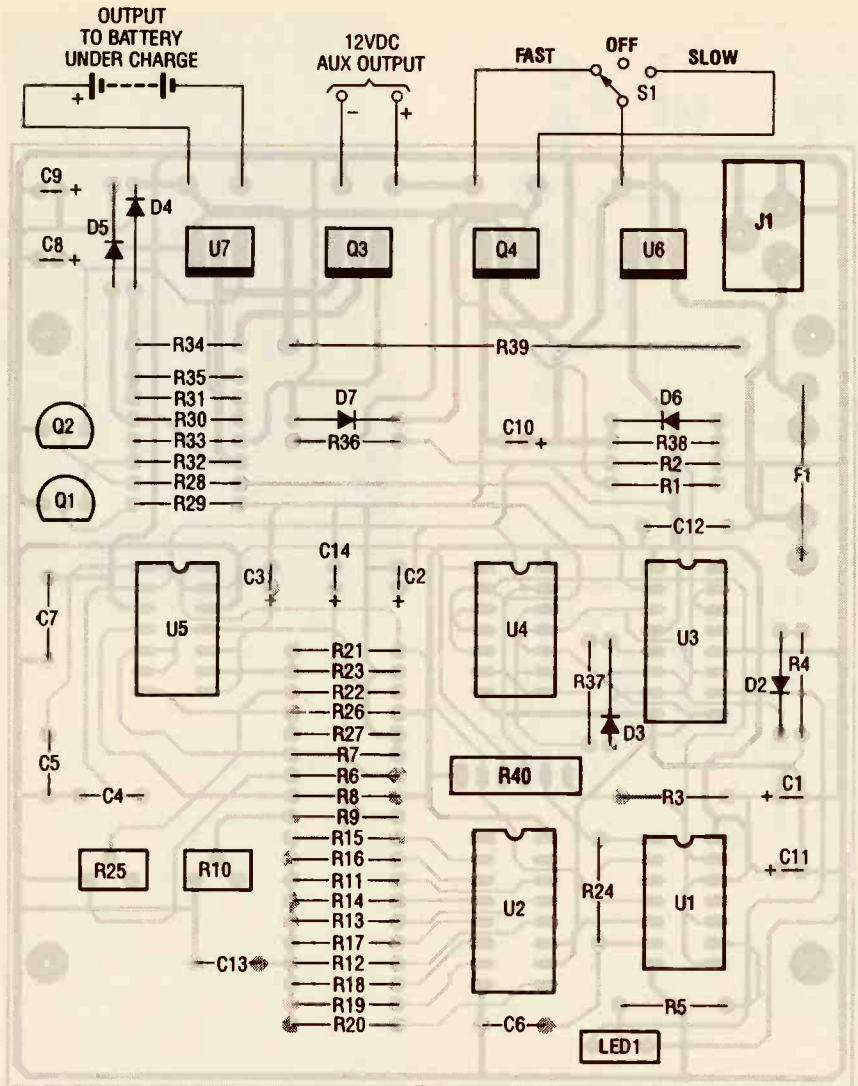 OUTPUT
TO BATTERY
UNDER CHARGE
12VDC
AUX OUTPUT
FAST
OFF
SLOW
S1
+
-
+
C9 +
D4
D5
C8 +
U7
Q3
Q4
U6
J1
R34
R39
R35
R31
D7
D6
R30
Q2
R33
R36
C10 +
R38
R32
R2
F1
R28
R1
Q1
R29
C12
C14
C3
C2
+
+
+
C7
U5
U4
U3
R21
R23
R37
R4
R22
D2
R26
D3
R27
R7
C5
R6
R40
C4
R8
R3
+ C1
R9
R15
R16
+ C11
R25
R10
R11
R24
R14
U2
U1
R13
R17
C13
R12
R18
R19
R5
R20
C6
LED1